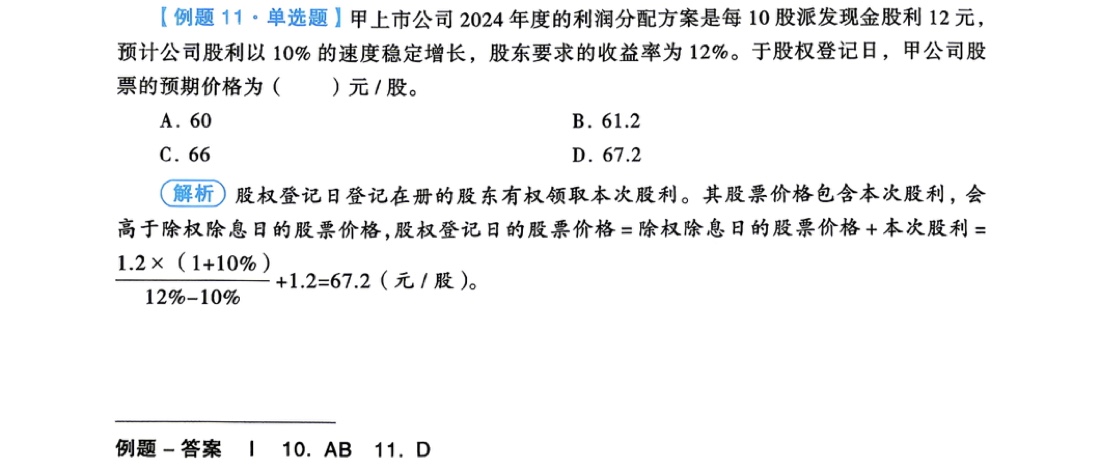 【例题 11·单选题】甲上市公司 2024 年度的利润分配方案是每 10 股派发现金股利 12 元，
预计公司股利以 10% 的速度稳定增长，股东要求的收益率为 12%。于股权登记日，甲公司股
票的预期价格为（　　）元 / 股。
A. 60　　B. 61.2
C. 66　　D. 67.2
解析 股权登记日登记在册的股东有权领取本次股利。其股票价格包含本次股利，会
高于除权除息日的股票价格，股权登记日的股票价格 = 除权除息日的股票价格 + 本次股利 =
1.2×（1+10%）
12%-10%
+1.2=67.2（元 / 股）。
例题 - 答案 | 10. AB 11. D